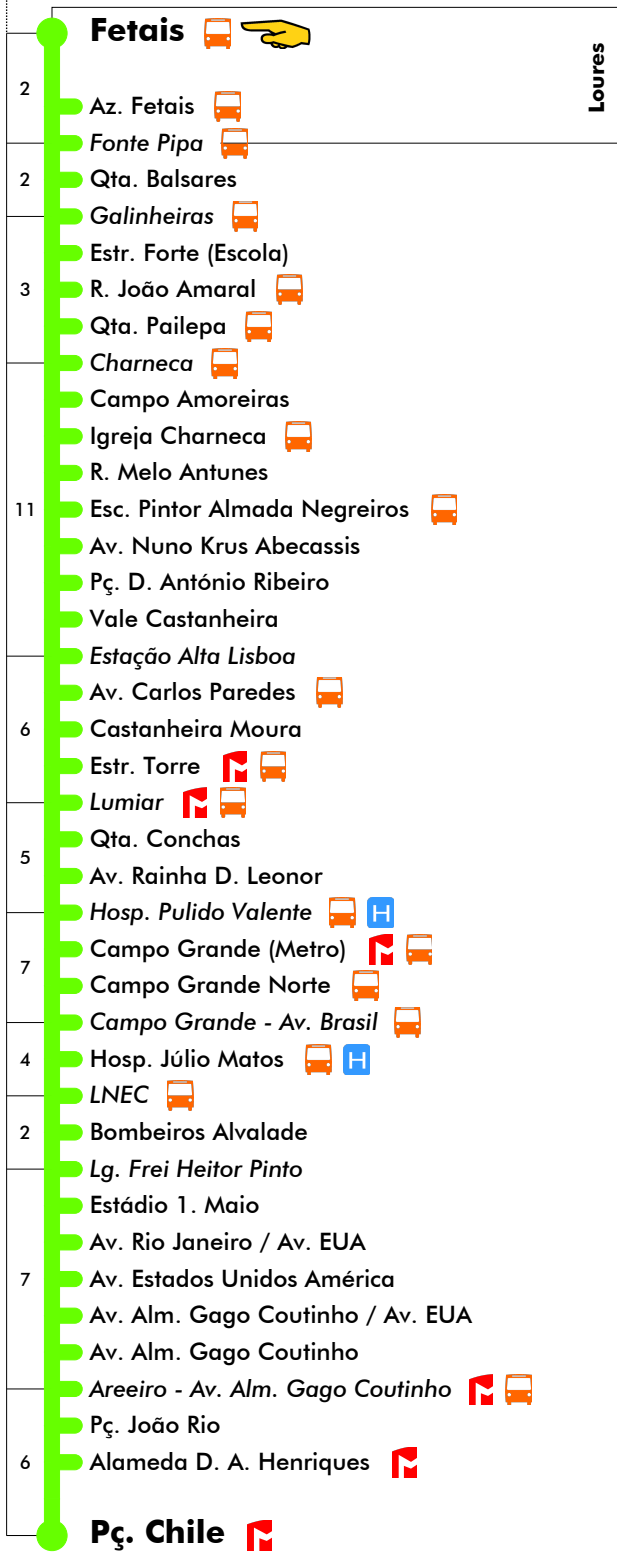 Fetais
Loures
2
Az. Fetais
Fonte Pipa
2
Qta. Balsares
Galinheiras
Estr. Forte (Escola)
3
R. João Amaral
Qta. Pailepa
Charneca
Campo Amoreiras
Igreja Charneca
R. Melo Antunes
11
Esc. Pintor Almada Negreiros
Av. Nuno Krus Abecassis
Pç. D. António Ribeiro
Vale Castanheira
Estação Alta Lisboa
Av. Carlos Paredes
6
Castanheira Moura
Estr. Torre
Lumiar
Qta. Conchas
5
Av. Rainha D. Leonor
Hosp. Pulido Valente H
Campo Grande (Metro)
7
Campo Grande Norte
Campo Grande - Av. Brasil
4
Hosp. Júlio Matos H
LNEC
2
Bombeiros Alvalade
Lg. Frei Heitor Pinto
Estádio 1. Maio
Av. Rio Janeiro / Av. EUA
7
Av. Estados Unidos América
Av. Alm. Gago Coutinho / Av. EUA
Av. Alm. Gago Coutinho
Areeiro - Av. Alm. Gago Coutinho
Pç. João Rio
6
Alameda D. A. Henriques
Pç. Chile